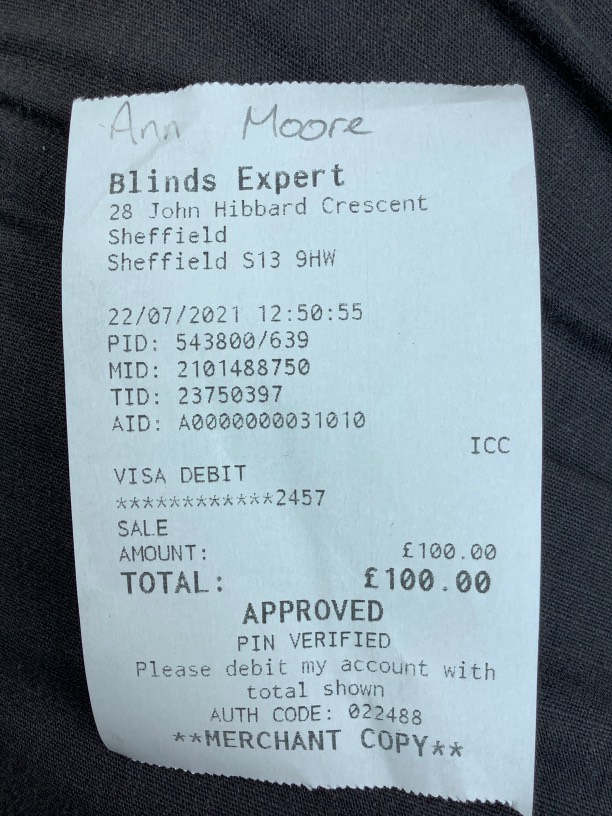 Ann Moore
Blinds Expert
28 John Hibbard Crescent
Sheffield
Sheffield S13 9HW
22/07/2021 12:50:55
PID: 543800/639
MID: 2101488750
TID: 23750397
AID: A0000000031010
ICC
VISA DEBIT
************2457
SALE
AMOUNT: £100.00
TOTAL: £100.00
APPROVED
PIN VERIFIED
Please debit my account with
total shown
AUTH CODE: 022488
**MERCHANT COPY**